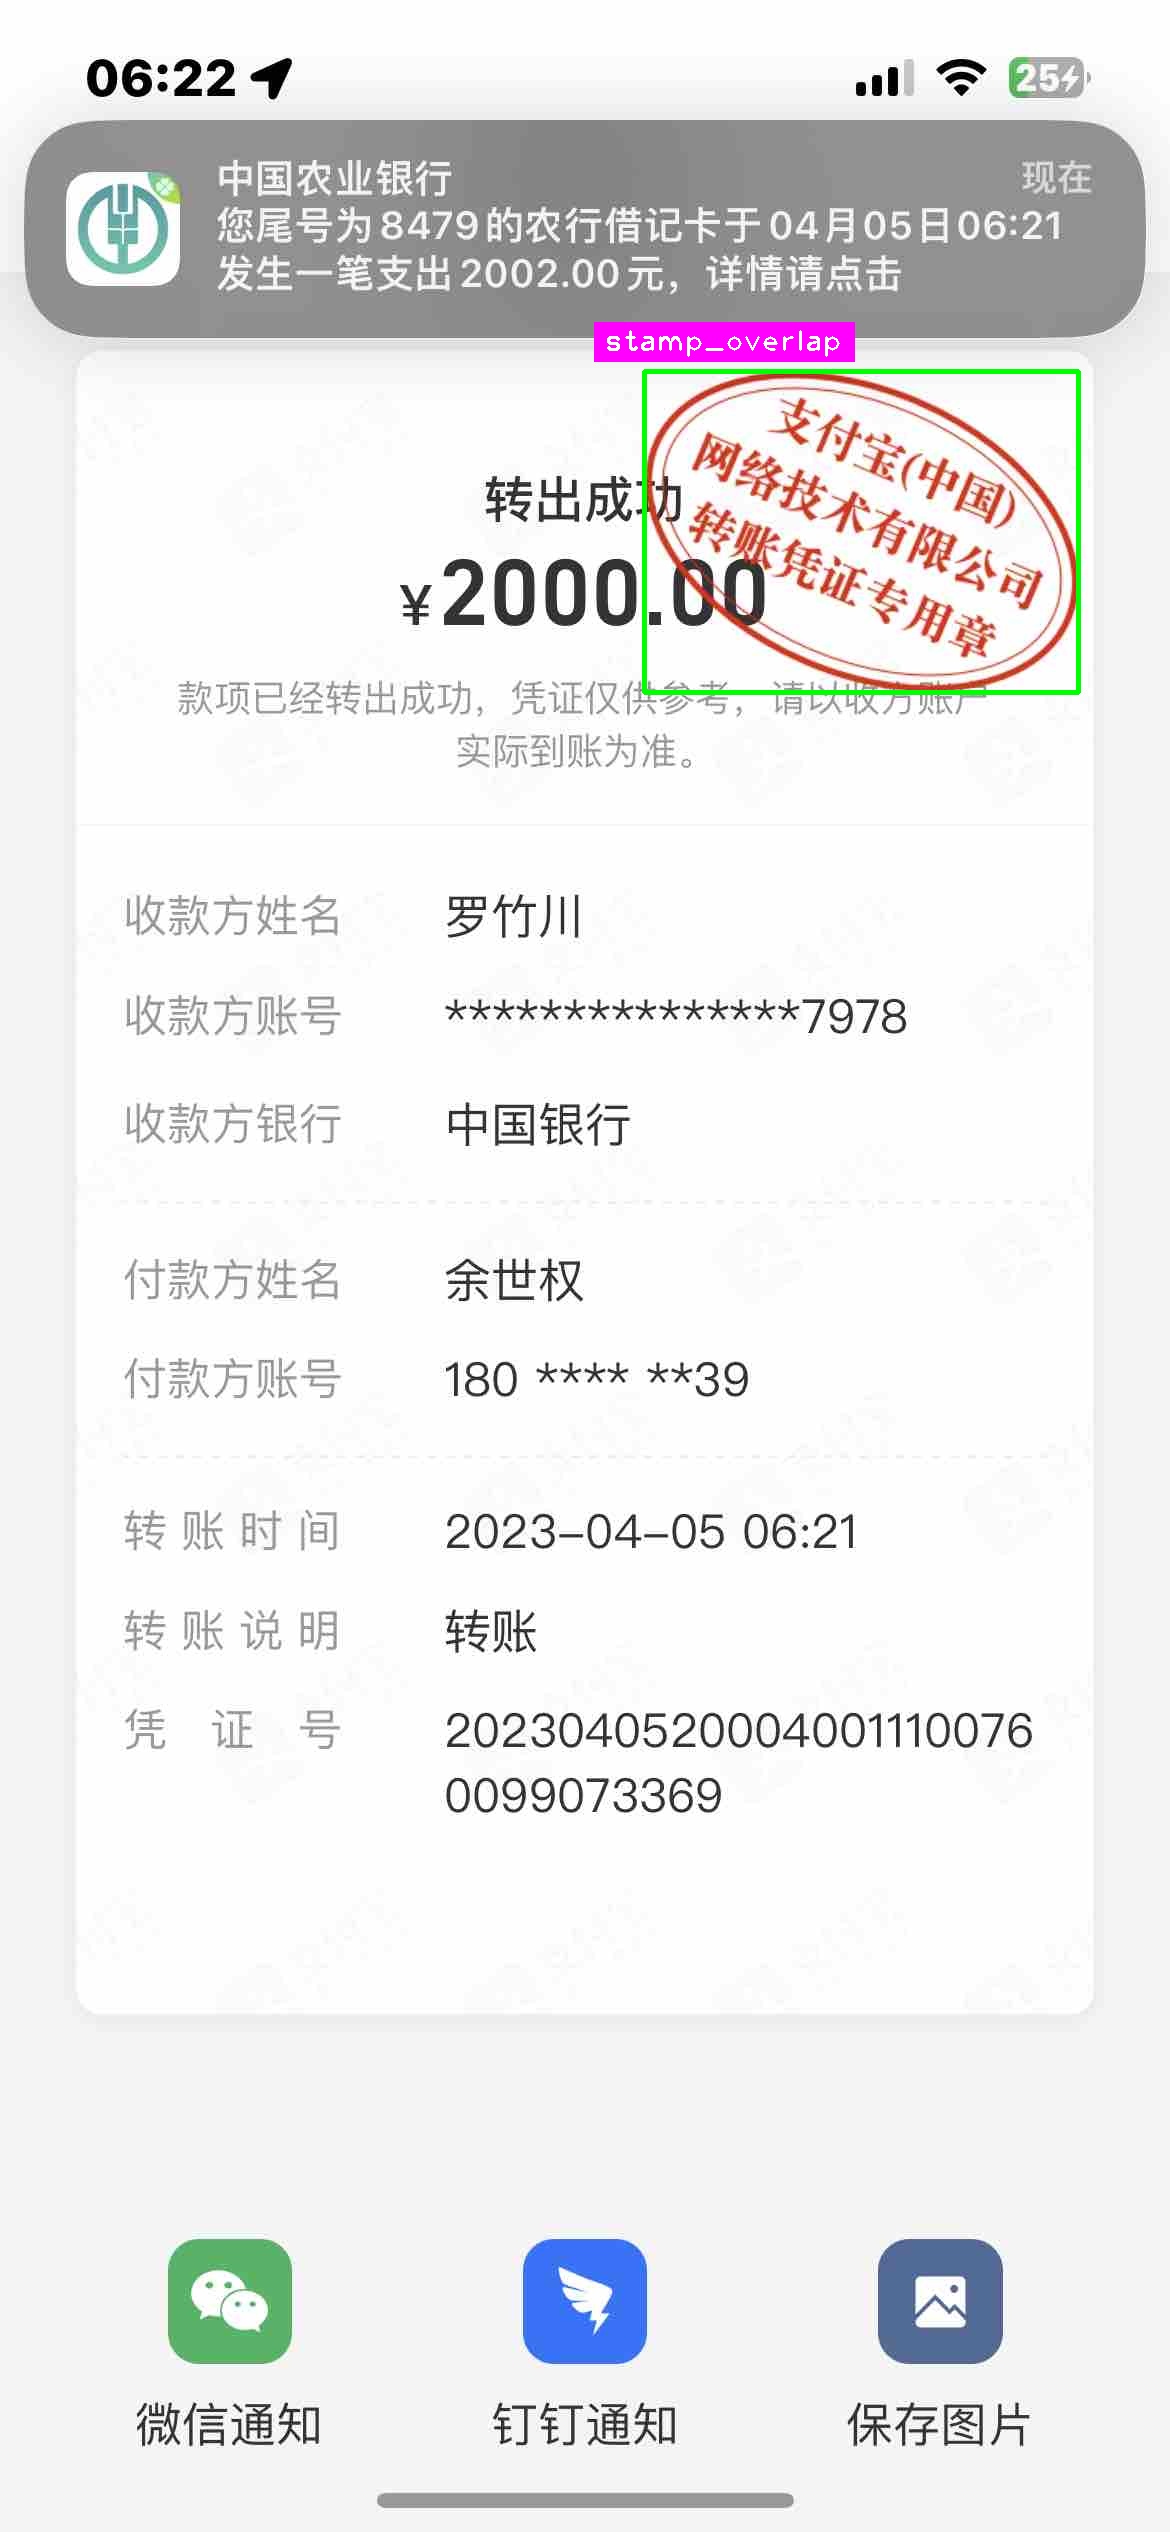 06:22
25
中国农业银行
现在
您尾号为8479的农行借记卡于04月05日06:21
发生一笔支出2002.00元，详情请点击
stamp_overlap
支付宝(中国)
网络技术有限公司
转账凭证专用章
转出成功
¥2000.00
款项已经转出成功，凭证仅供参考，请以收方账户
实际到账为准。
收款方姓名 罗竹川
收款方账号 ***************7978
收款方银行 中国银行
付款方姓名 余世权
付款方账号 180 **** **39
转账时间 2023-04-05 06:21
转账说明 转账
凭证号 2023040520004001110076
0099073369
微信通知 钉钉通知 保存图片